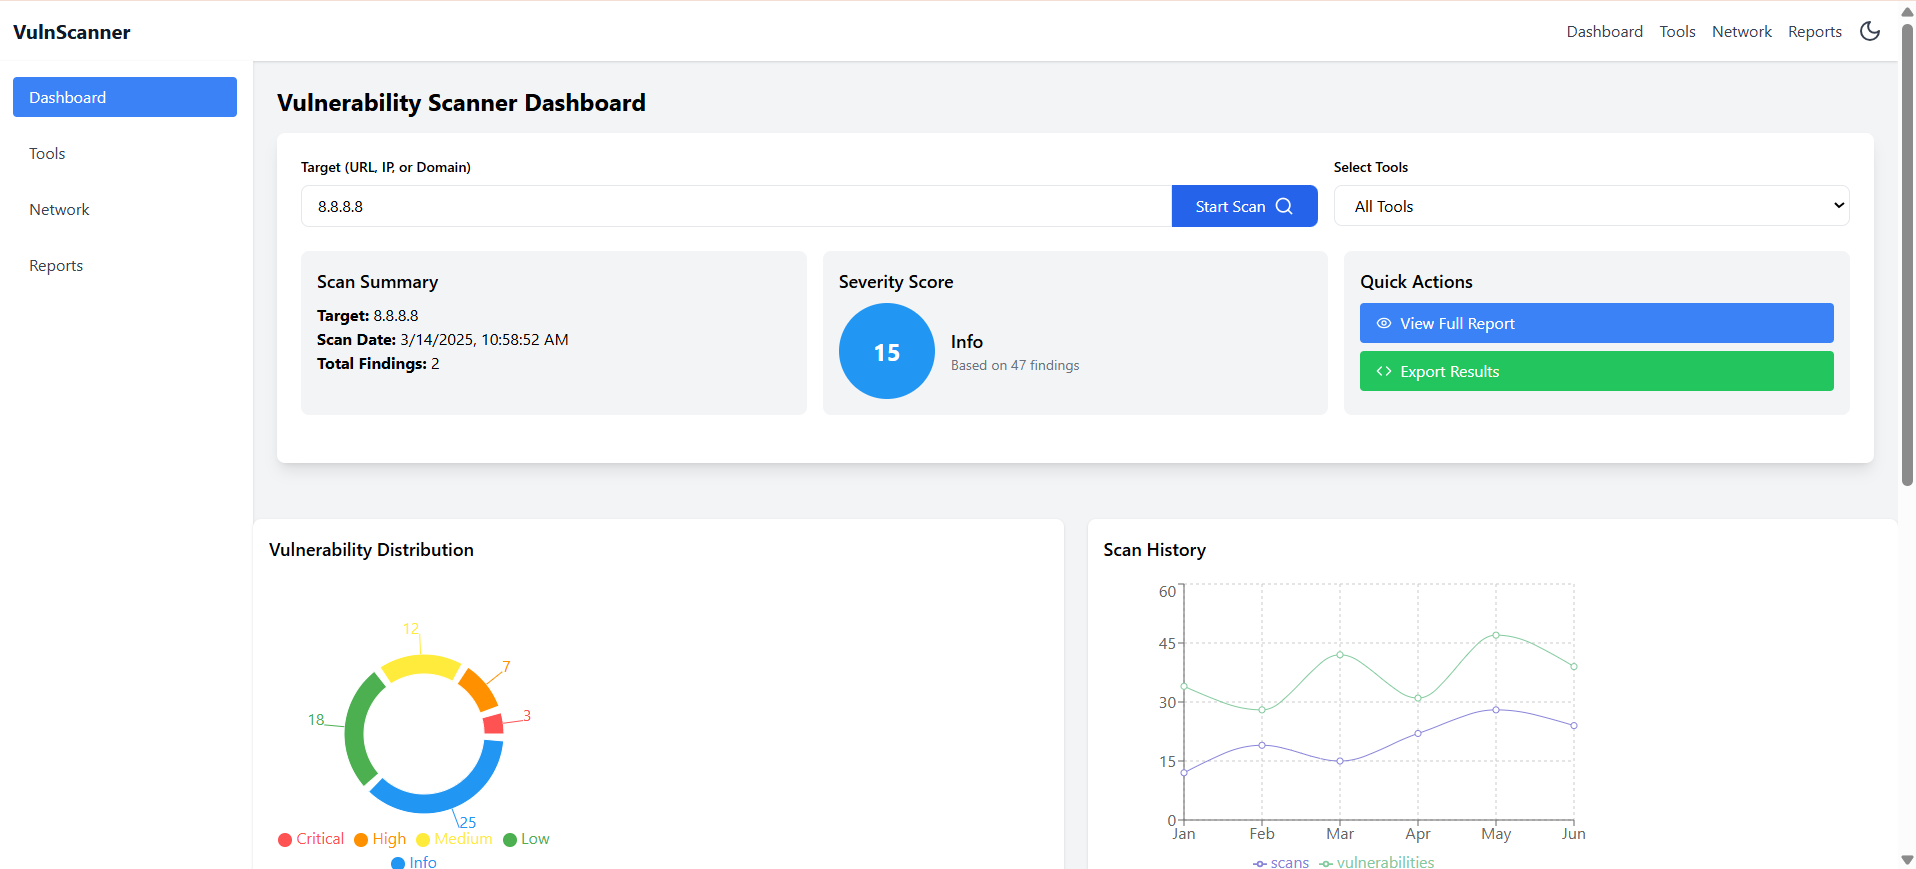 VulnScanner
Dashboard Tools Network Reports
Dashboard
Tools
Network
Reports
Vulnerability Scanner Dashboard
Target (URL, IP, or Domain)
8.8.8.8
Start Scan
Select Tools
All Tools
Scan Summary
Target: 8.8.8.8
Scan Date: 3/14/2025, 10:58:52 AM
Total Findings: 2
Severity Score
15
Info
Based on 47 findings
Quick Actions
View Full Report
Export Results
Vulnerability Distribution
12
7
3
18
25
Critical High Medium Low
Info
Scan History
60
45
30
15
0
Jan Feb Mar Apr May Jun
scans vulnerabilities